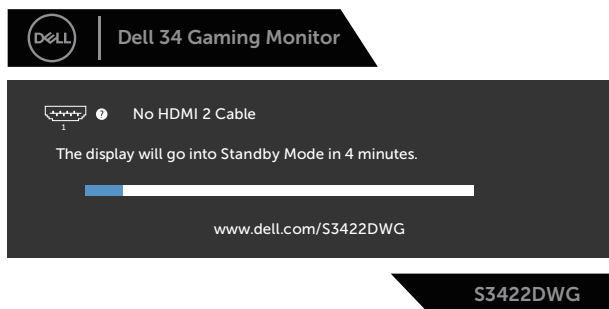 DELL
Dell 34 Gaming Monitor
? No HDMI 2 Cable
1
The display will go into Standby Mode in 4 minutes.
www.dell.com/S3422DWG
S3422DWG